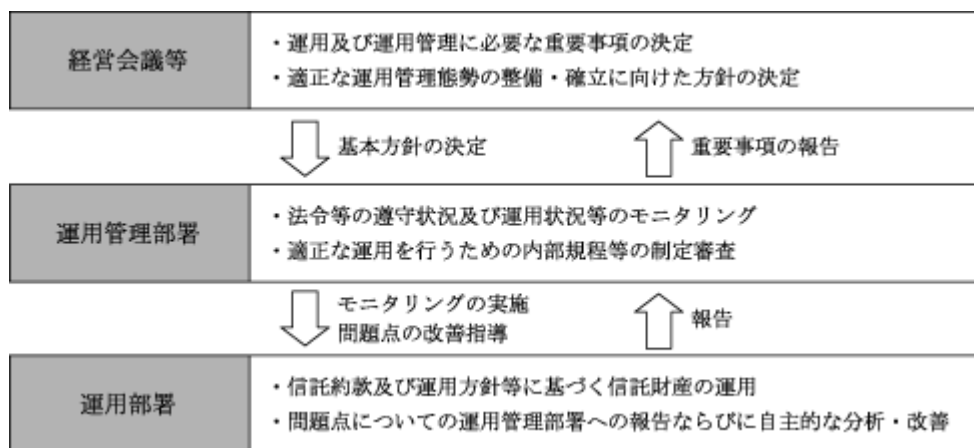 経営会議等
・運用及び運用管理に必要な重要事項の決定
・適正な運用管理態勢の整備・確立に向けた方針の決定
基本方針の決定
重要事項の報告
運用管理部署
・法令等の遵守状況及び運用状況等のモニタリング
・適正な運用を行うための内部規程等の制定審査
モニタリングの実施
問題点の改善指導
報告
運用部署
・信託約款及び運用方針等に基づく信託財産の運用
・問題点についての運用管理部署への報告ならびに自主的な分析・改善